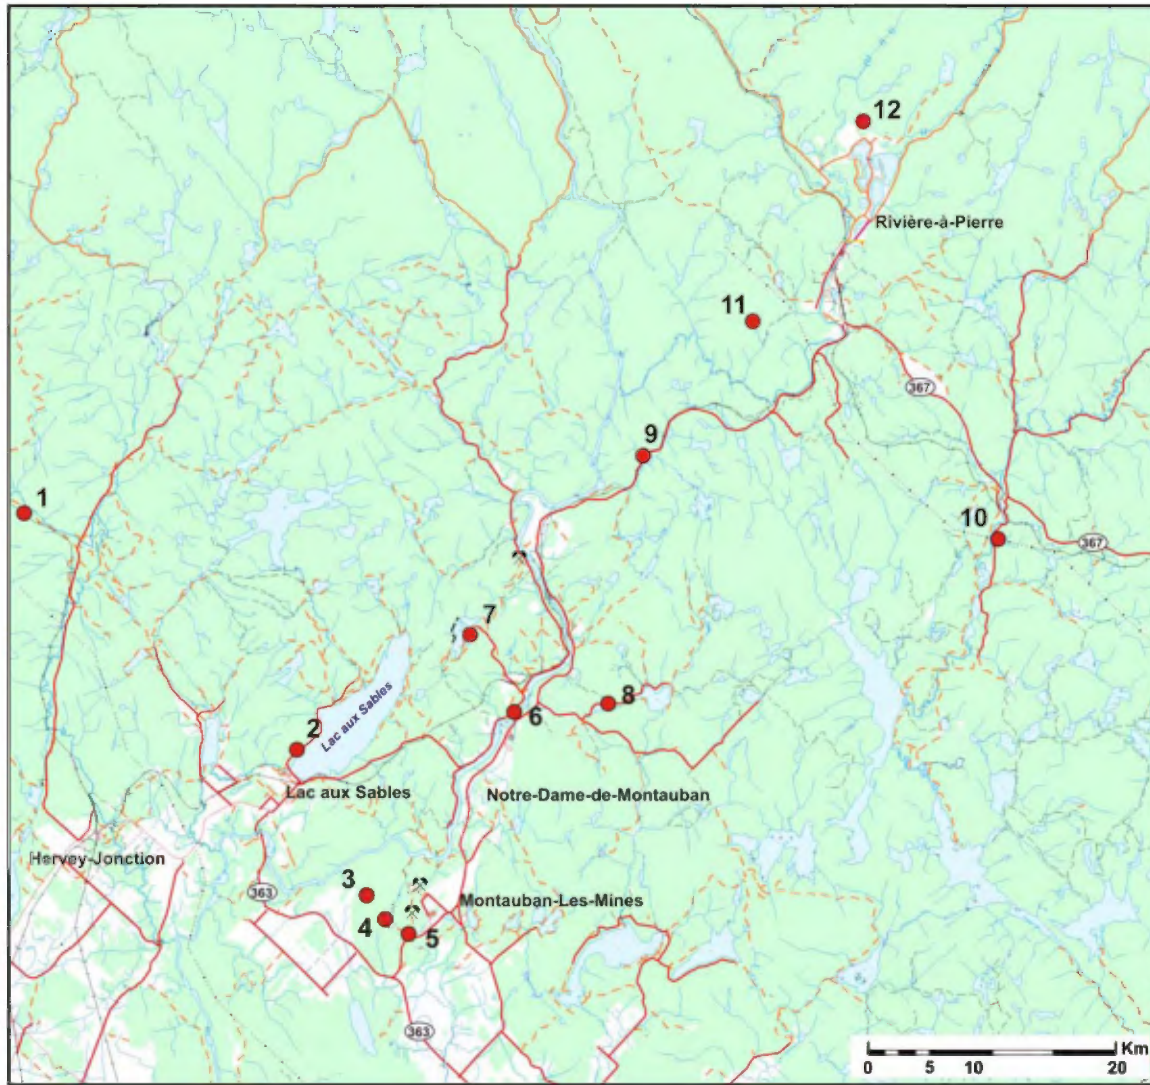 12
Rivière-à-Pierre
11
367
9
1
10
367
7
8
6
2
Lac aux Sables
Lac aux Sables
Notre-Dame-de-Montauban
Hervey-Jonction
3
363
Montauban-Les-Mines
4
5
363
Km
0 5 10 20